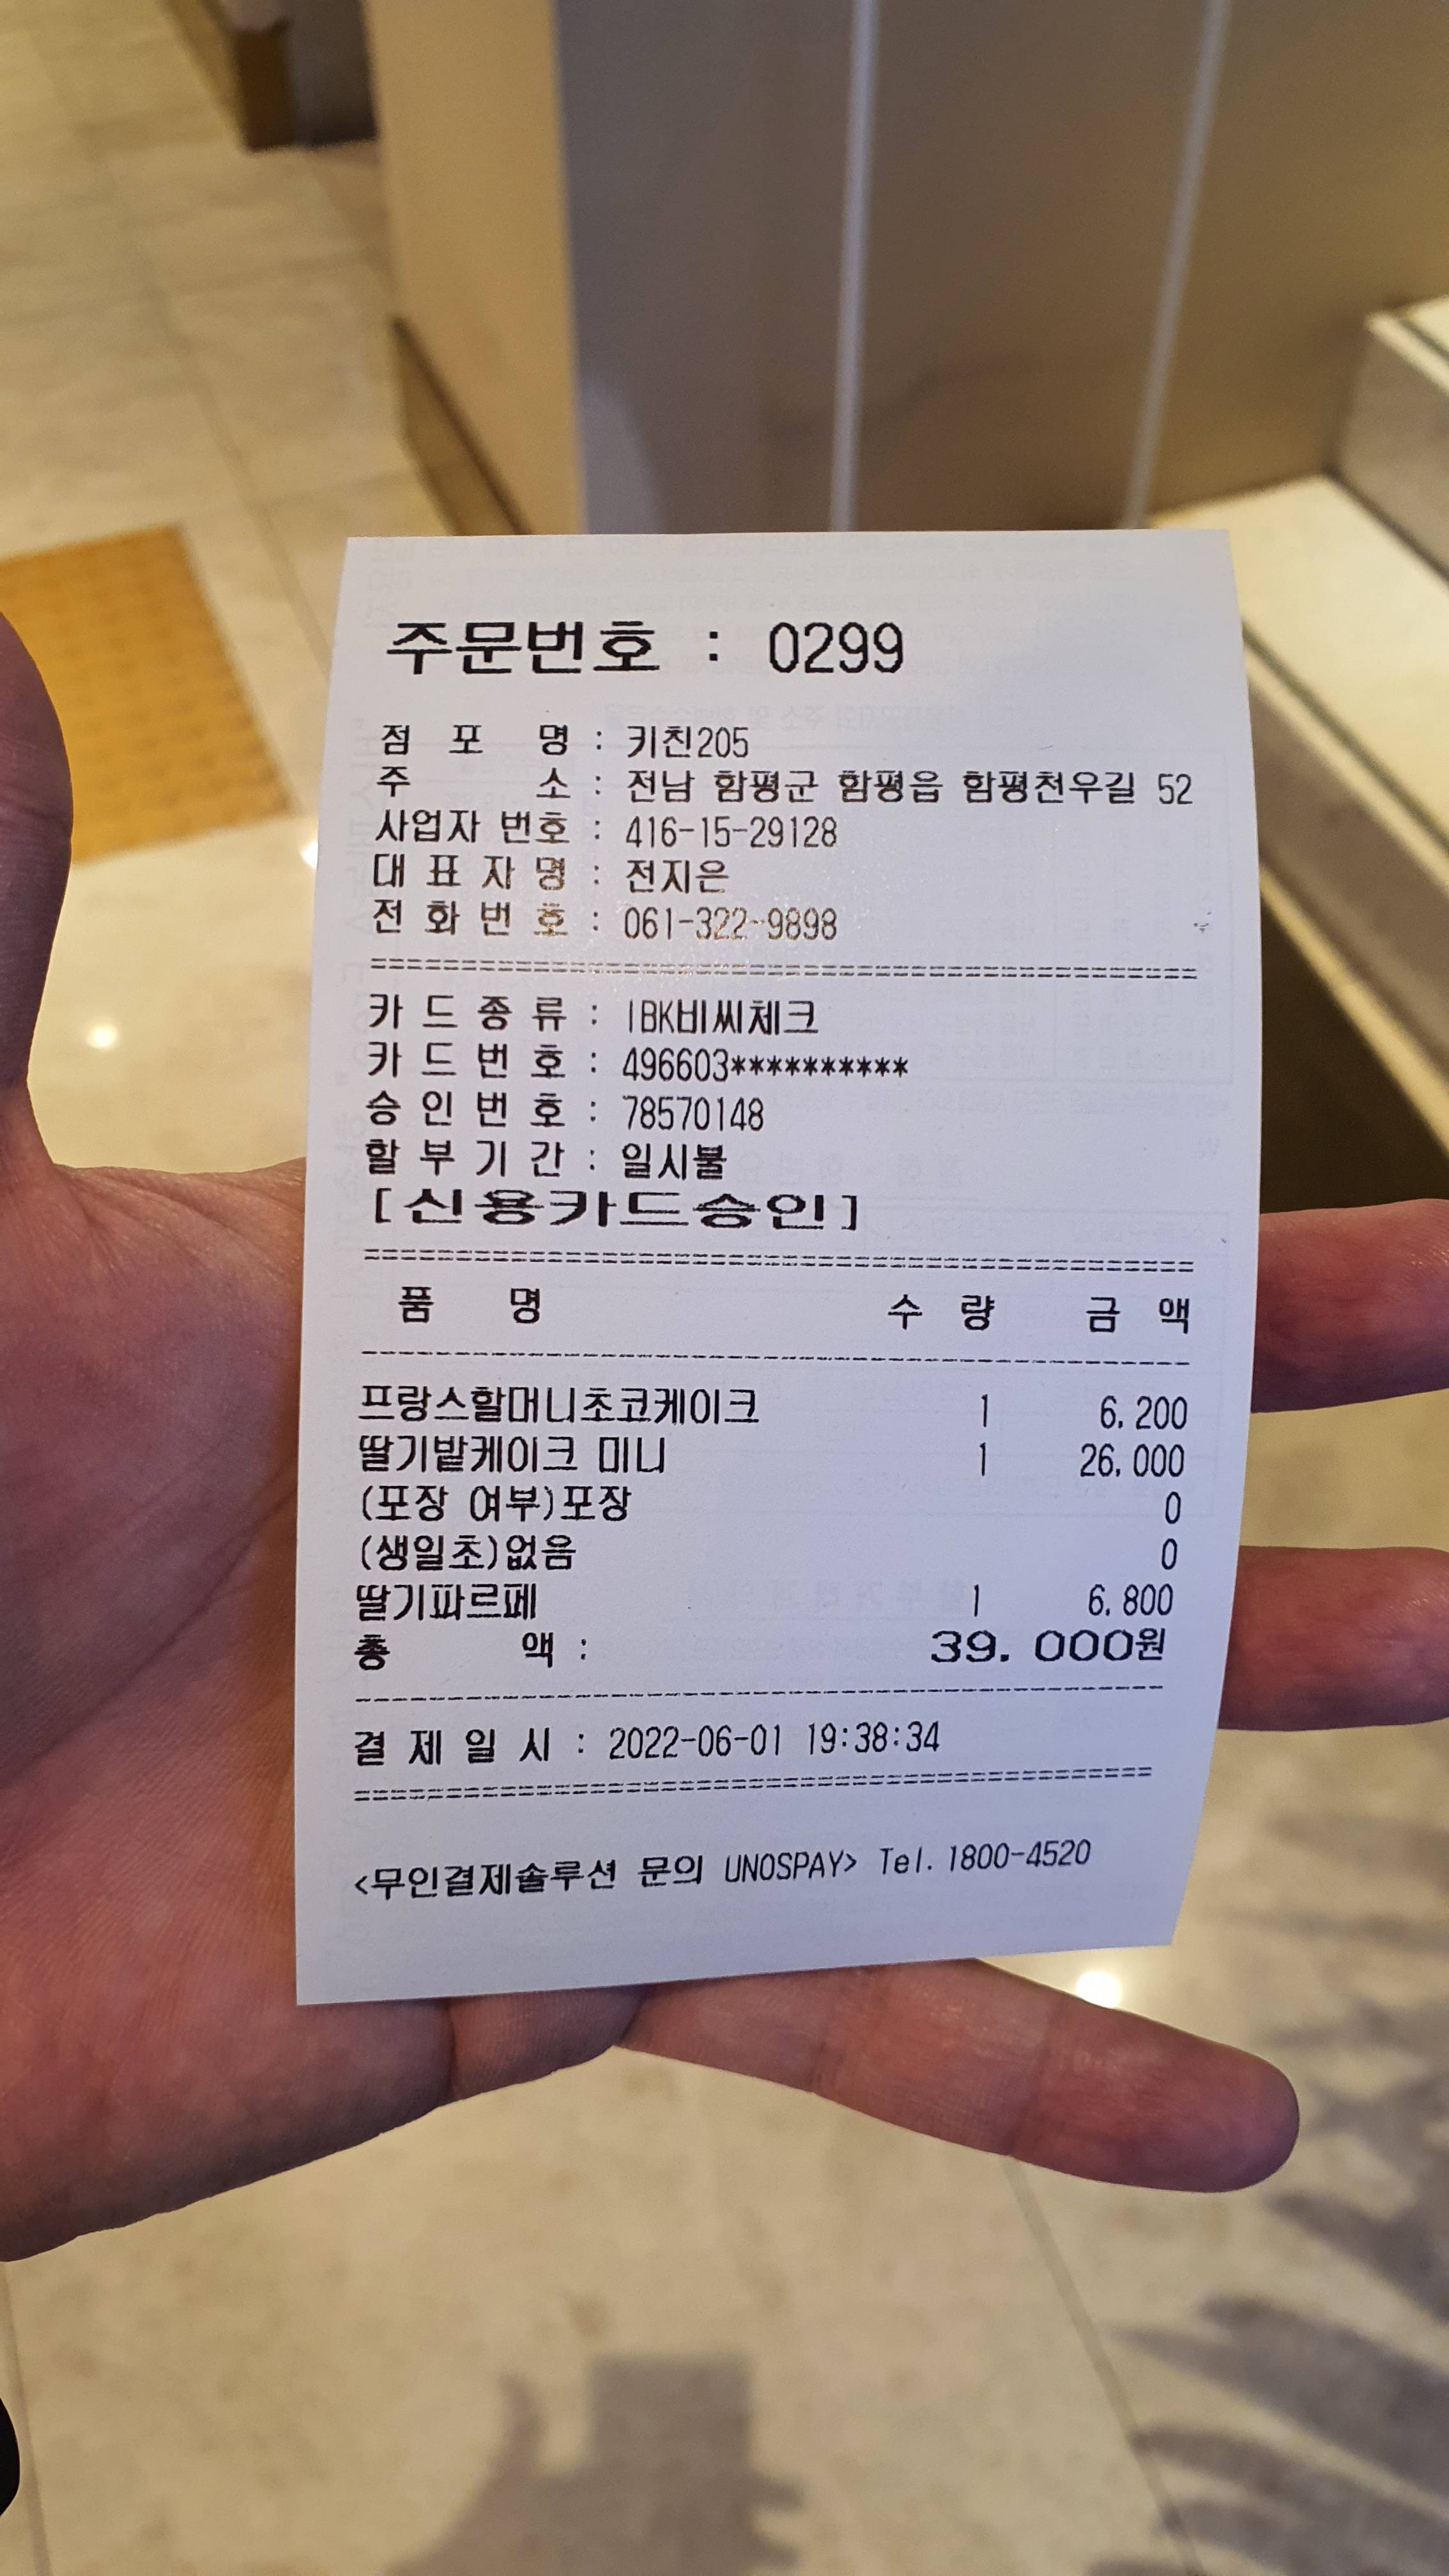 주문번호 : 0299
점 포 명 : 키친205
주 소 : 전남 함평군 함평읍 함평천우길 52
사업자 번호 : 416-15-29128
대 표 자 명 : 전지은
전 화 번 호 : 061-322-9898
카 드 종 류 : IBK비씨체크
카 드 번 호 : 496603**********
승 인 번 호 : 78570148
할 부 기 간 : 일시불
[신용카드승인]
품 명 수 량 금 액
프랑스할머니초코케이크 1 6,200
딸기밭케이크 미니 1 26,000
(포장 여부)포장 0
(생일초)없음 0
딸기파르페 1 6,800
총 액 : 39,000원
결 제 일 시 : 2022-06-01 19:38:34
<무인결제솔루션 문의 UNOSPAY> Tel. 1800-4520